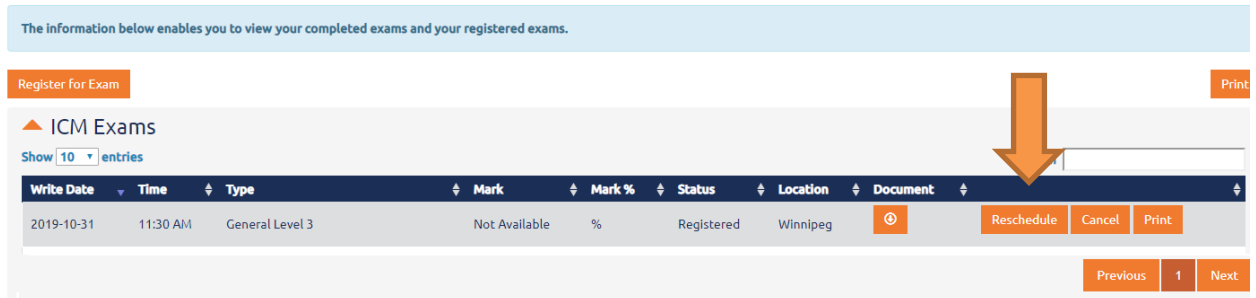 The information below enables you to view your completed exams and your registered exams.
Register for Exam Print
ICM Exams
Show 10 entries
Write Date Time Type Mark Mark % Status Location Document
2019-10-31 11:30 AM General Level 3 Not Available % Registered Winnipeg Reschedule Cancel Print
Previous 1 Next